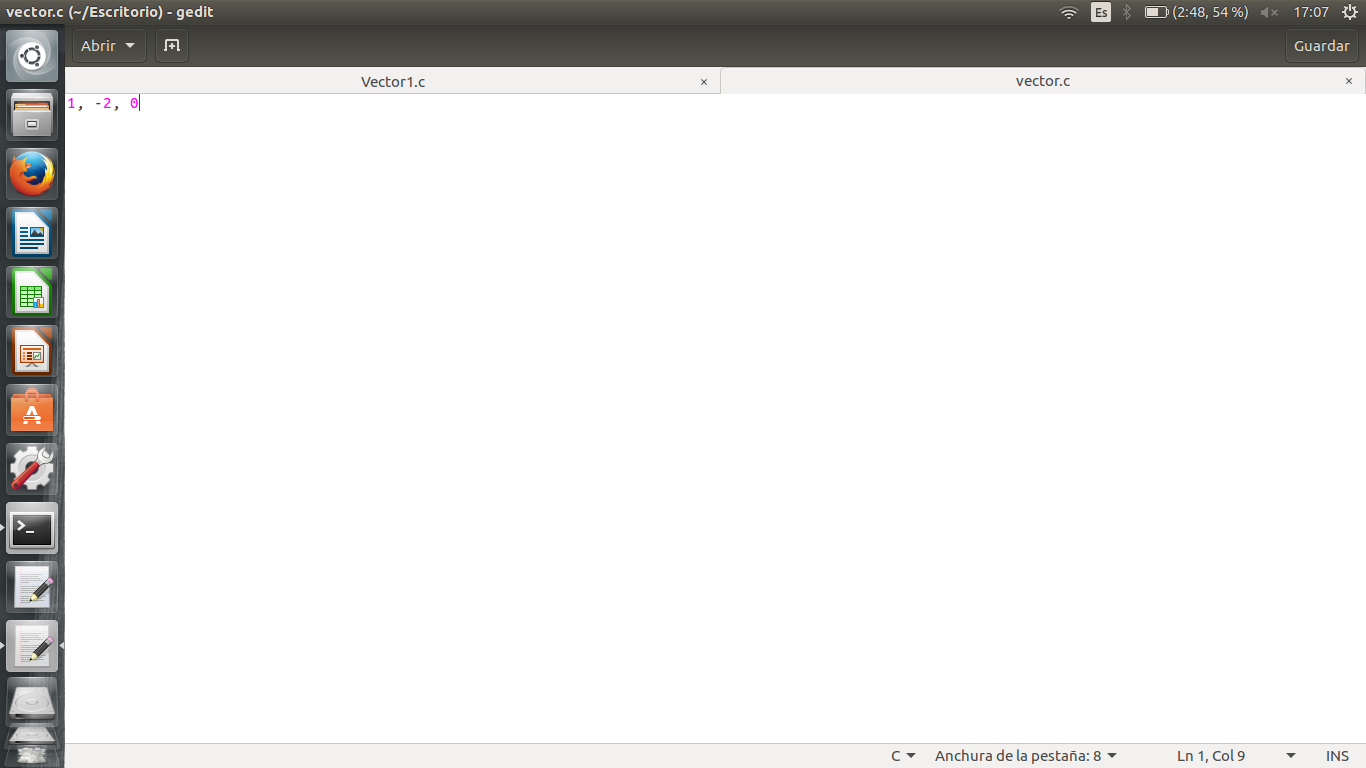 vector.c (~/Escritorio) - gedit
Es
(2:48, 54 %)
17:07
Abrir
Guardar
Vector1.c ×
vector.c ×
1, -2, 0
C
Anchura de la pestaña: 8
Ln 1, Col 9
INS